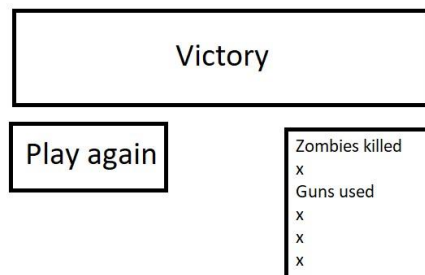 Victory
Play again
Zombies killed
x
Guns used
x
x
x